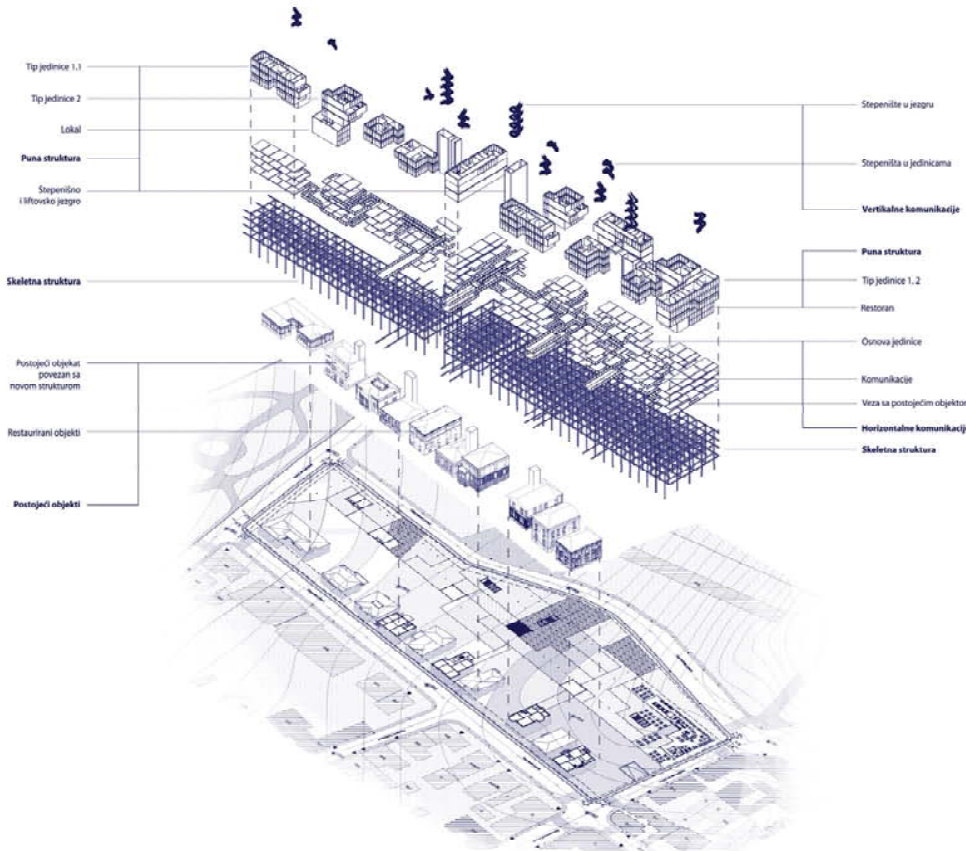 Tip jedinice 1.1
Tip jedinice 2
Lokal
Puna struktura
Stepenišno
i liftovsko jezgro
Skeletna struktura
Postojeći objekat
povezan sa
novom strukturom
Restaurirani objekti
Postojeći objekti
Stepenište u jezgru
Stepeništa u jedinicama
Vertikalne komunikacije
Puna struktura
Tip jedinice 1. 2
Restoran
Osnova jedinice
Komunikacije
Veza sa postojećim objektom
Horizontalne komunikacije
Skeletna struktura